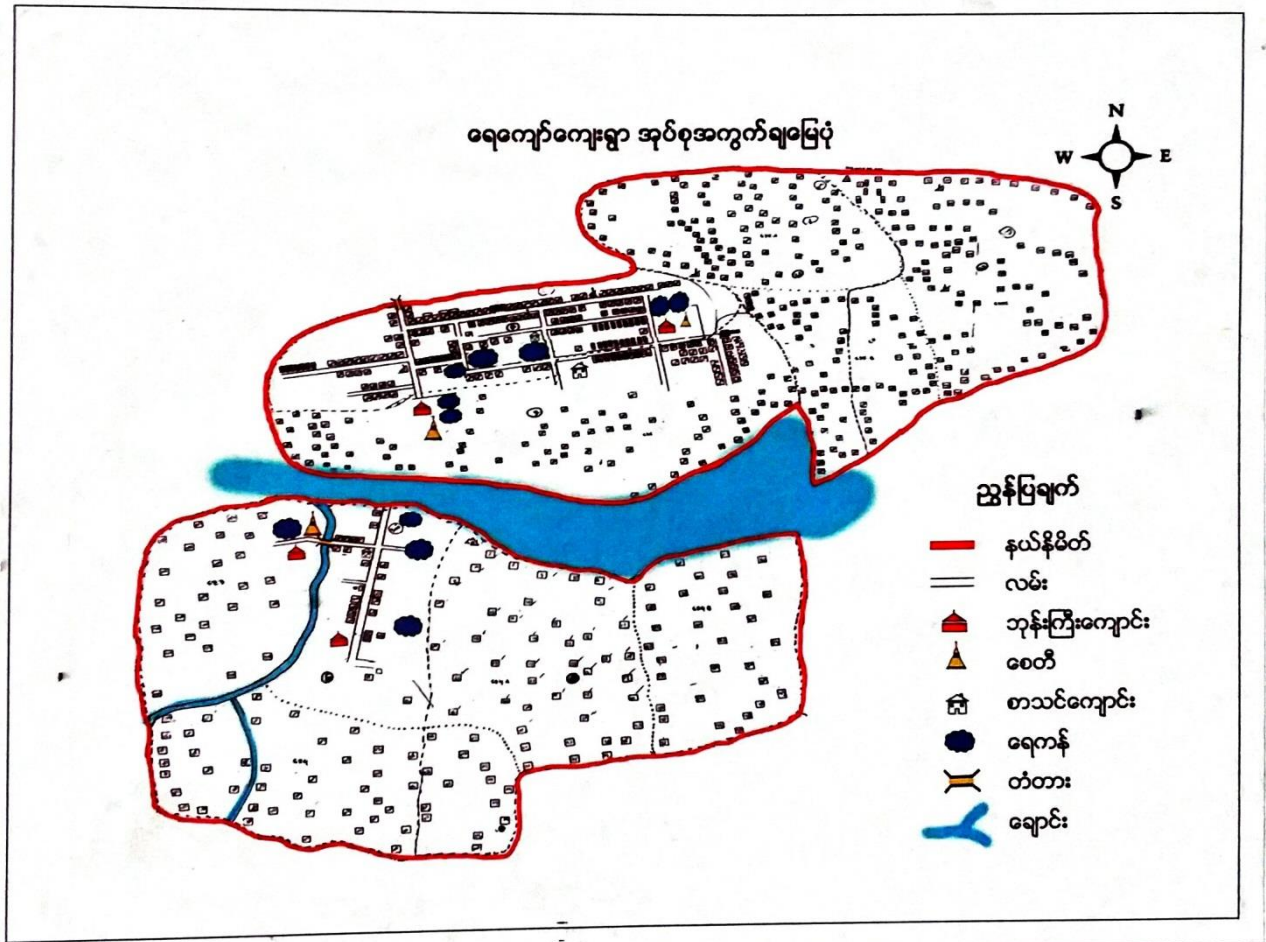 ရေကျော်ကျေးရွာ အုပ်စုအကွက်ချမြေပုံ
N
W E
S
ညွှန်ပြချက်
နယ်နိမိတ်
လမ်း
ဘုန်းကြီးကျောင်း
စေတီ
စာသင်ကျောင်း
ရေကန်
တံတား
ချောင်း